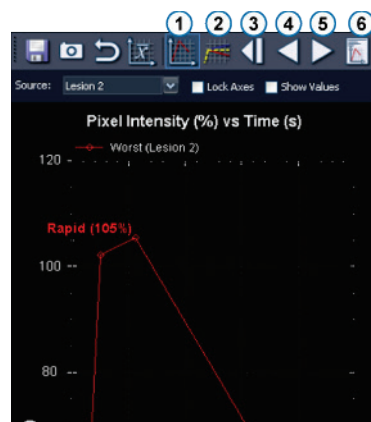 1 2 3 4 5 6
x
Source: Lesion 2 Lock Axes Show Values
Pixel Intensity (%) vs Time (s)
Worst (Lesion 2)
120
Rapid (105%)
100
80